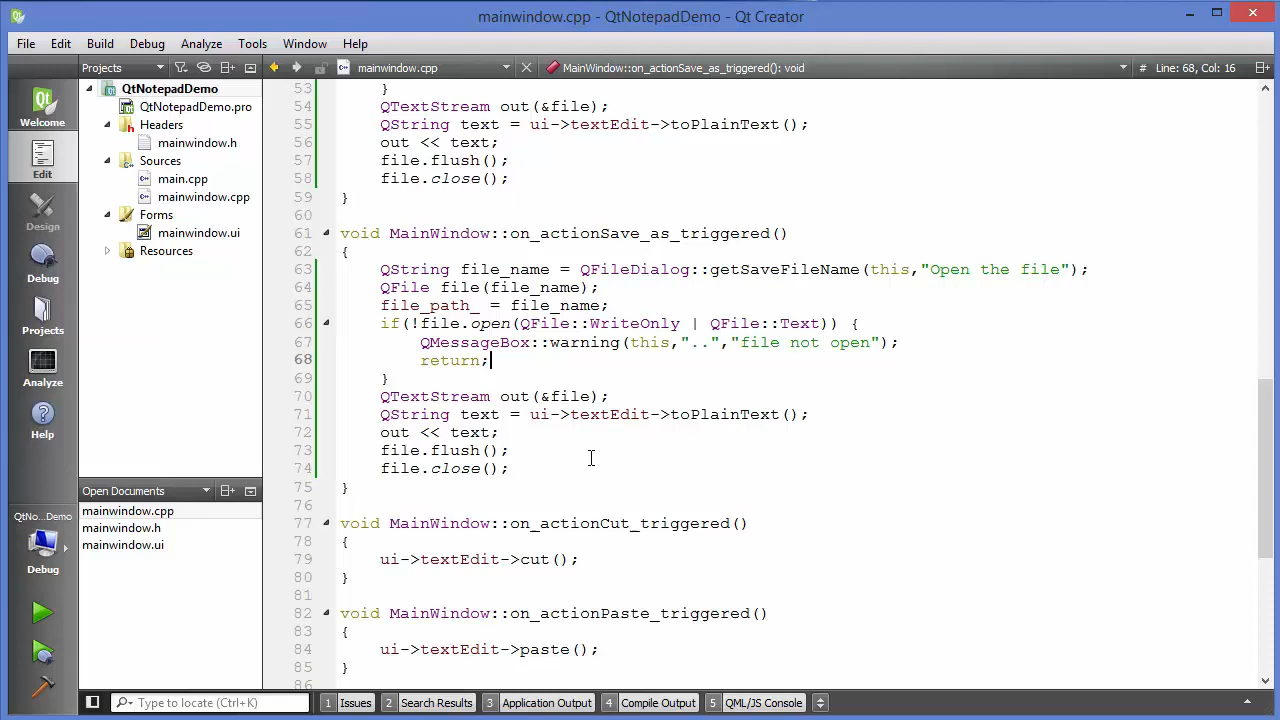 mainwindow.cpp - QtNotepadDemo - Qt Creator
File Edit Build Debug Analyze Tools Window Help
Projects mainwindow.cpp MainWindow::on_actionSave_as_triggered(): void # Line: 68, Col: 16
Welcome
Edit
Design
Debug
Projects
Analyze
Help
QtNo...Demo
Debug
QtNotepadDemo
QtNotepadDemo.pro
Headers
mainwindow.h
Sources
main.cpp
mainwindow.cpp
Forms
mainwindow.ui
Resources
Open Documents
mainwindow.cpp
mainwindow.h
mainwindow.ui
53 }
54 QTextStream out(&file);
55 QString text = ui->textEdit->toPlainText();
56 out << text;
57 file.flush();
58 file.close();
59 }
60
61 void MainWindow::on_actionSave_as_triggered()
62 {
63 QString file_name = QFileDialog::getSaveFileName(this,"Open the file");
64 QFile file(file_name);
65 file_path_ = file_name;
66 if(!file.open(QFile::WriteOnly | QFile::Text)) {
67 QMessageBox::warning(this,"..","file not open");
68 return;
69 }
70 QTextStream out(&file);
71 QString text = ui->textEdit->toPlainText();
72 out << text;
73 file.flush();
74 file.close();
75 }
76
77 void MainWindow::on_actionCut_triggered()
78 {
79 ui->textEdit->cut();
80 }
81
82 void MainWindow::on_actionPaste_triggered()
83 {
84 ui->textEdit->paste();
85 }
86
Type to locate (Ctrl+K) 1 Issues 2 Search Results 3 Application Output 4 Compile Output 5 QML/JS Console